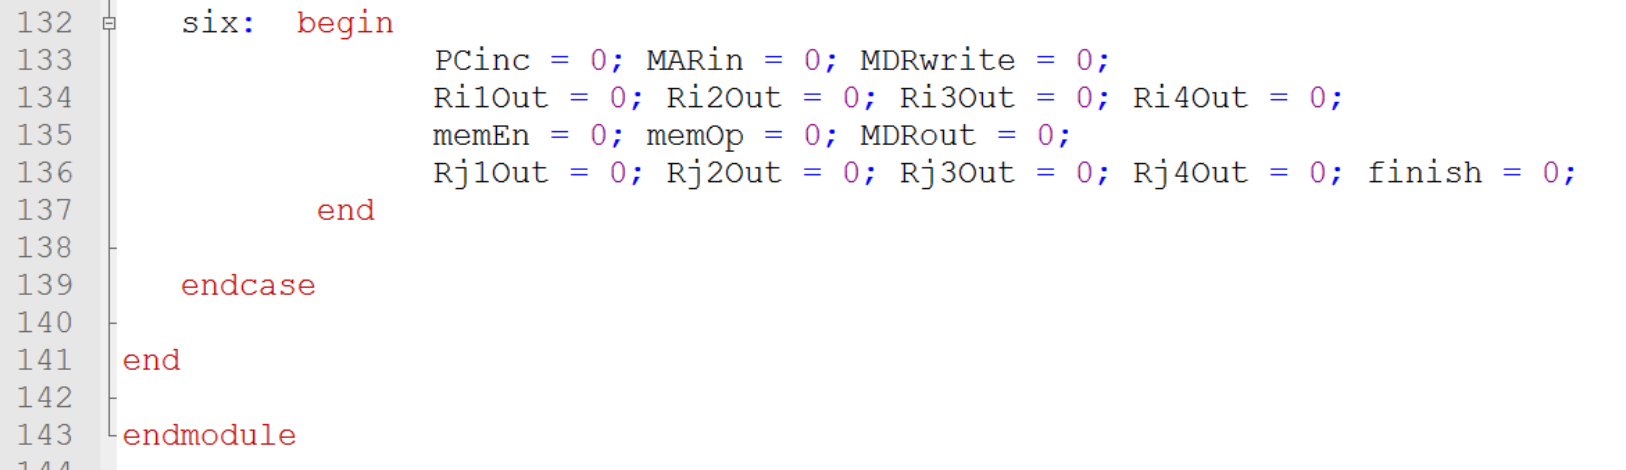 132 six: begin
133 PCinc = 0; MARin = 0; MDRwrite = 0;
134 Ri1Out = 0; Ri2Out = 0; Ri3Out = 0; Ri4Out = 0;
135 memEn = 0; memOp = 0; MDRout = 0;
136 Rj1Out = 0; Rj2Out = 0; Rj3Out = 0; Rj4Out = 0; finish = 0;
137 end
138
139 endcase
140
141 end
142
143 endmodule
144